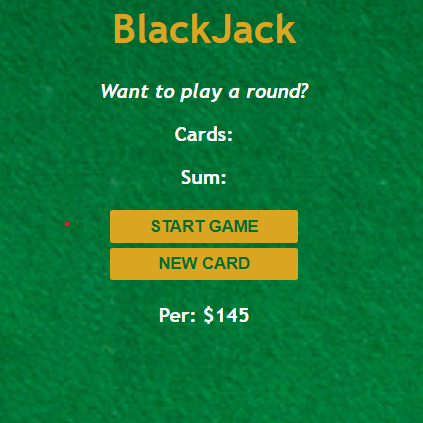 BlackJack
Want to play a round?
Cards:
Sum:
START GAME
NEW CARD
Per: $145